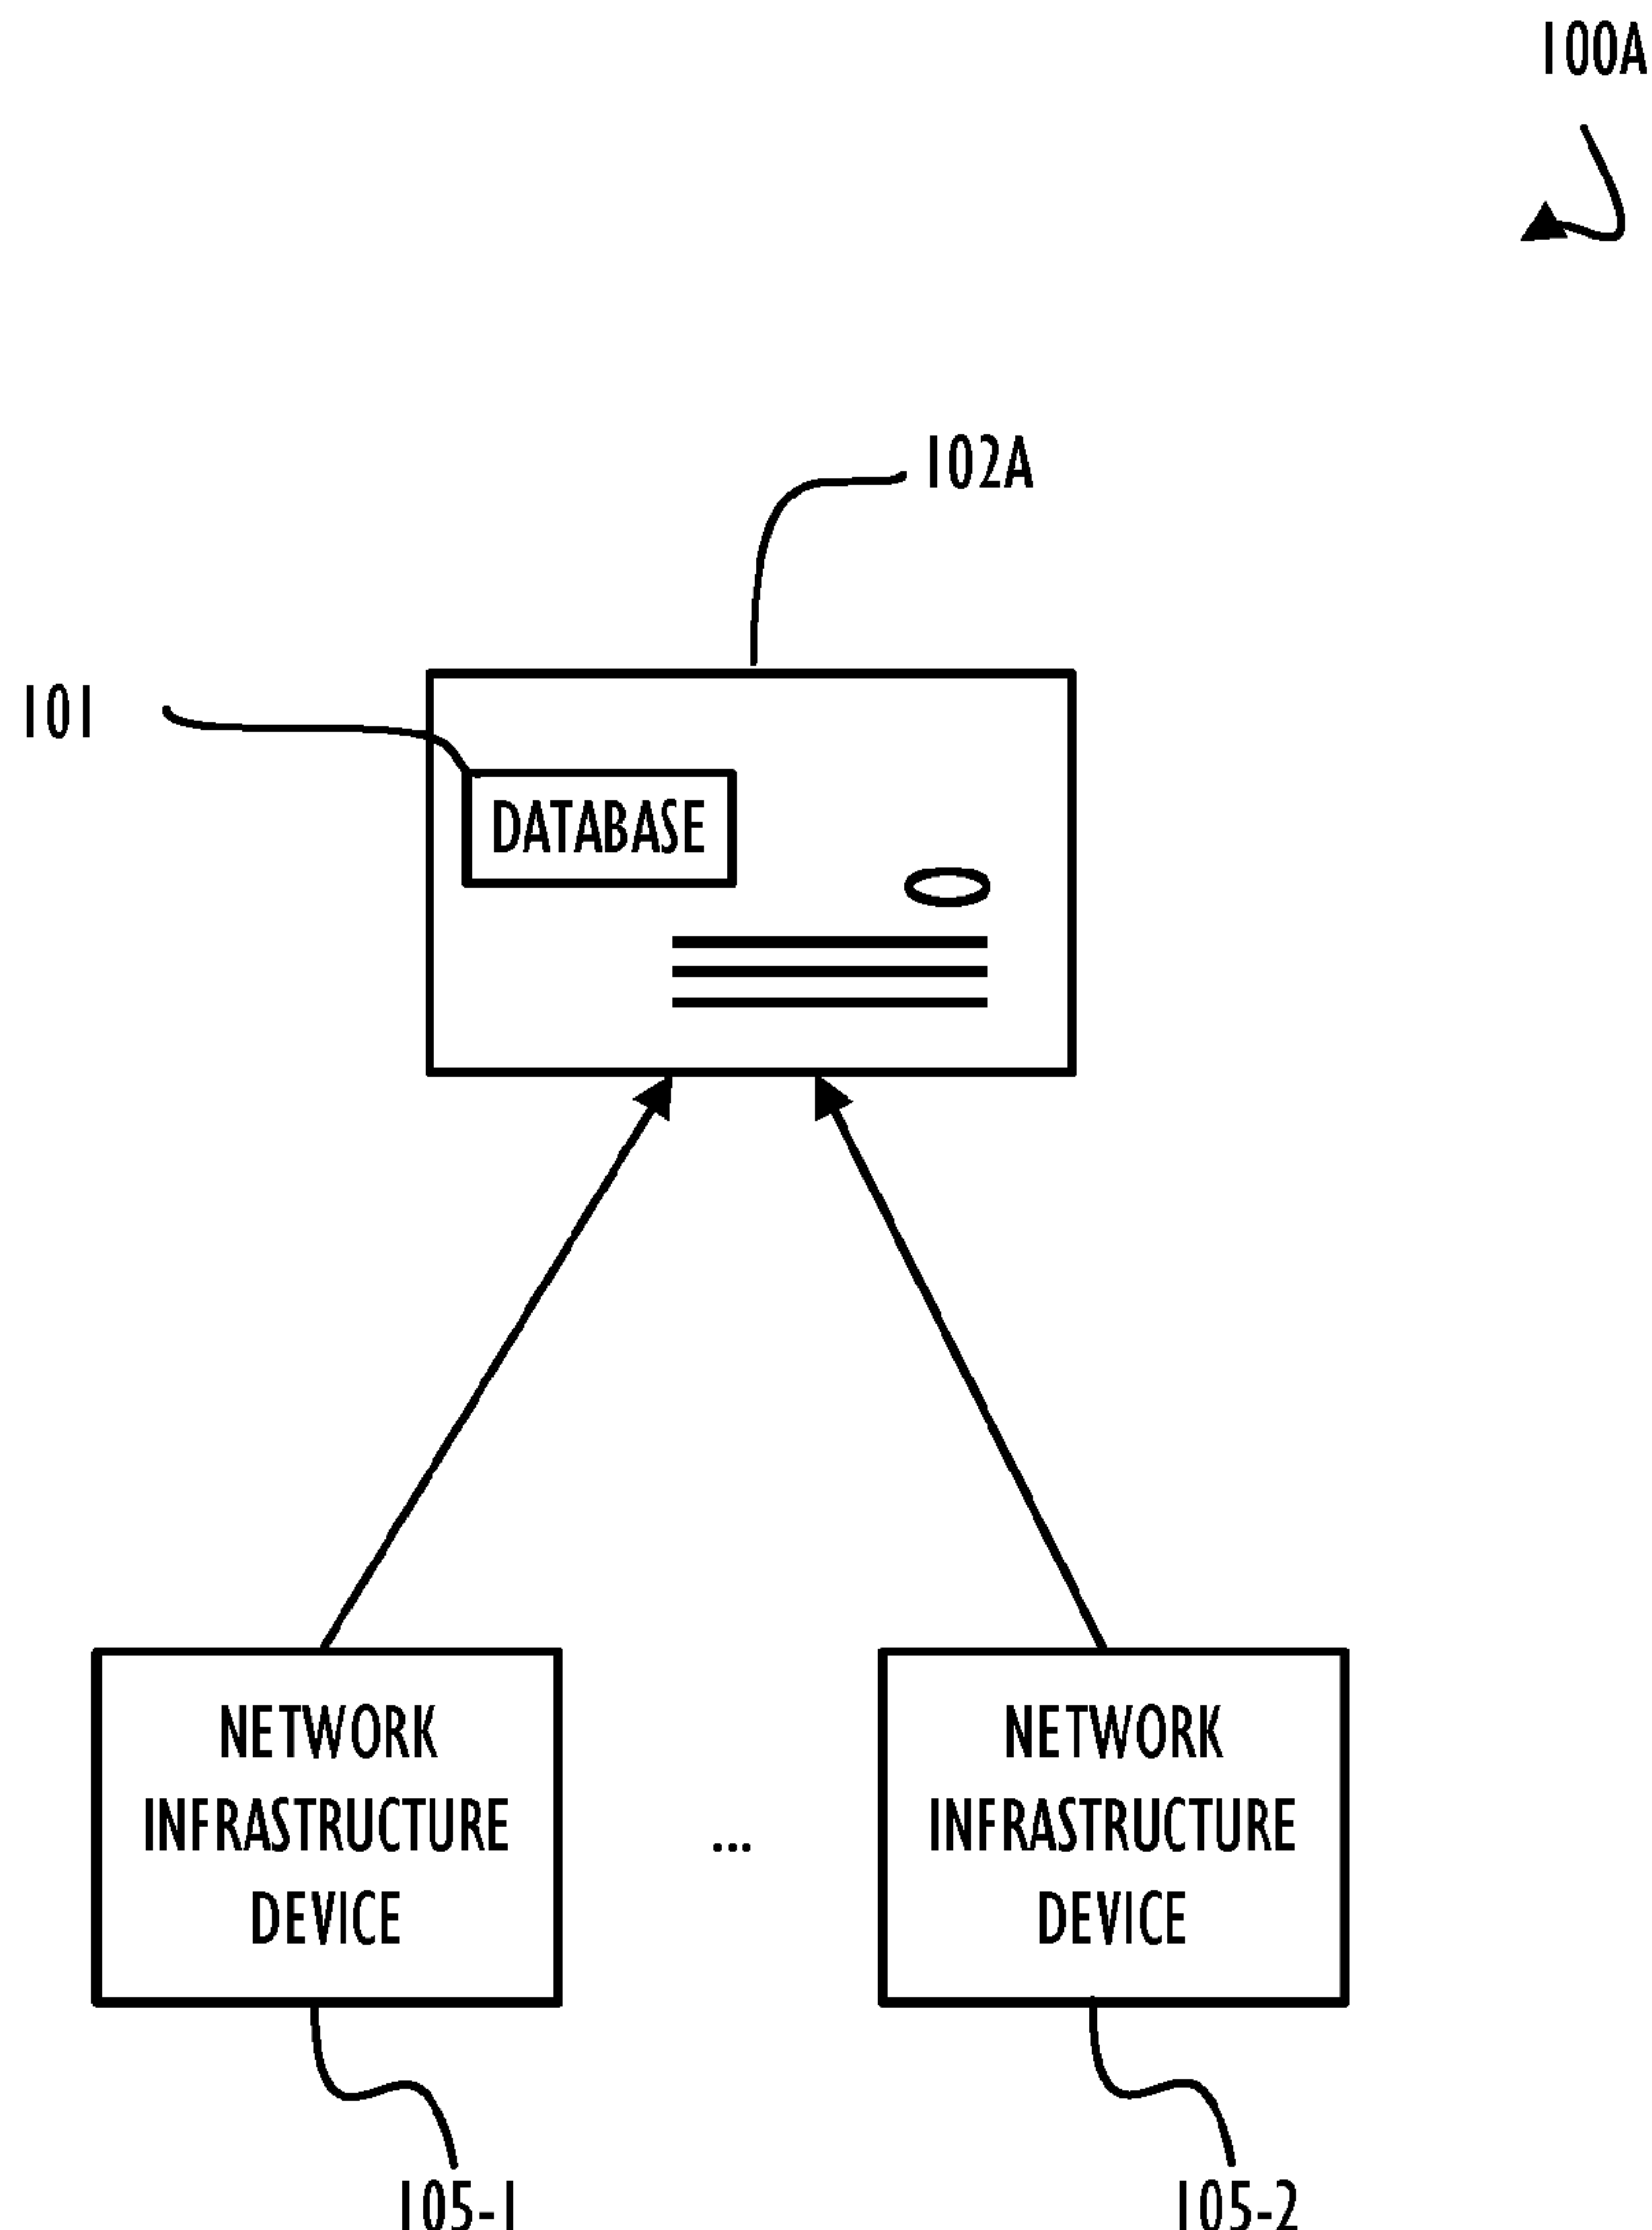 100A
102A
101
DATABASE
NETWORK
INFRASTRUCTURE
DEVICE
...
NETWORK
INFRASTRUCTURE
DEVICE
105-1
105-2